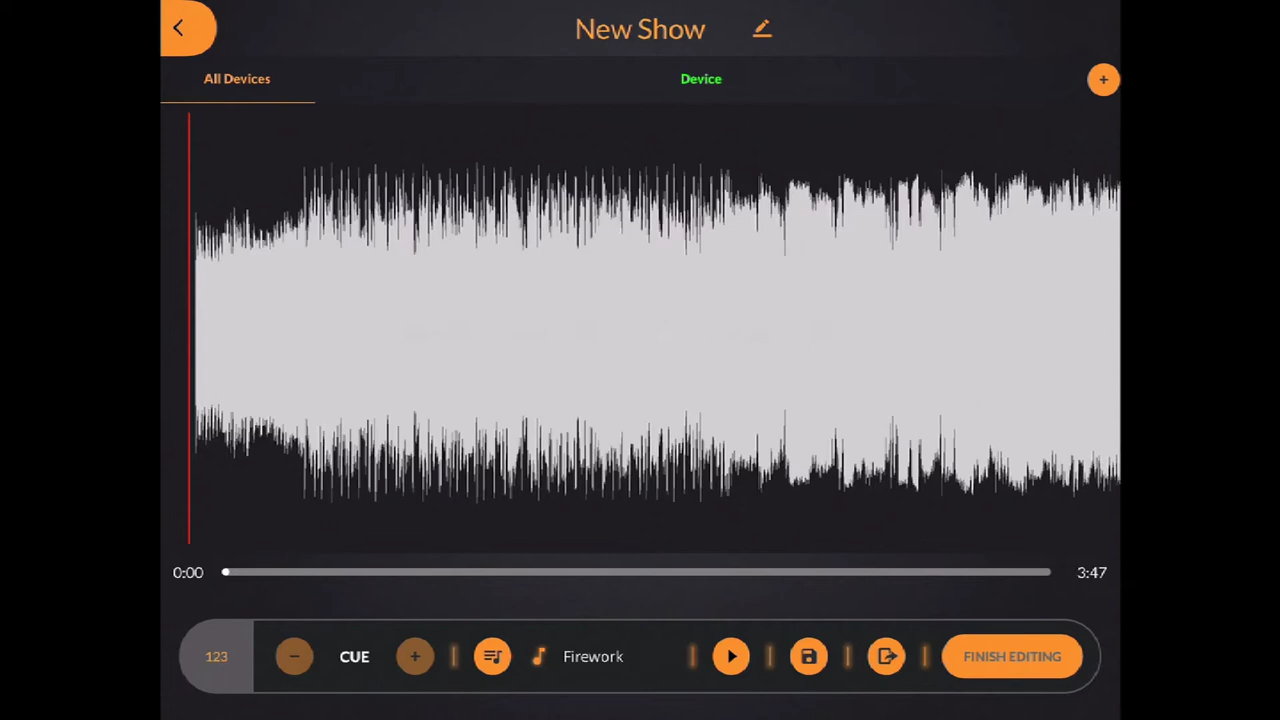 New Show
All Devices
Device
0:00
3:47
123
CUE
Firework
FINISH EDITING